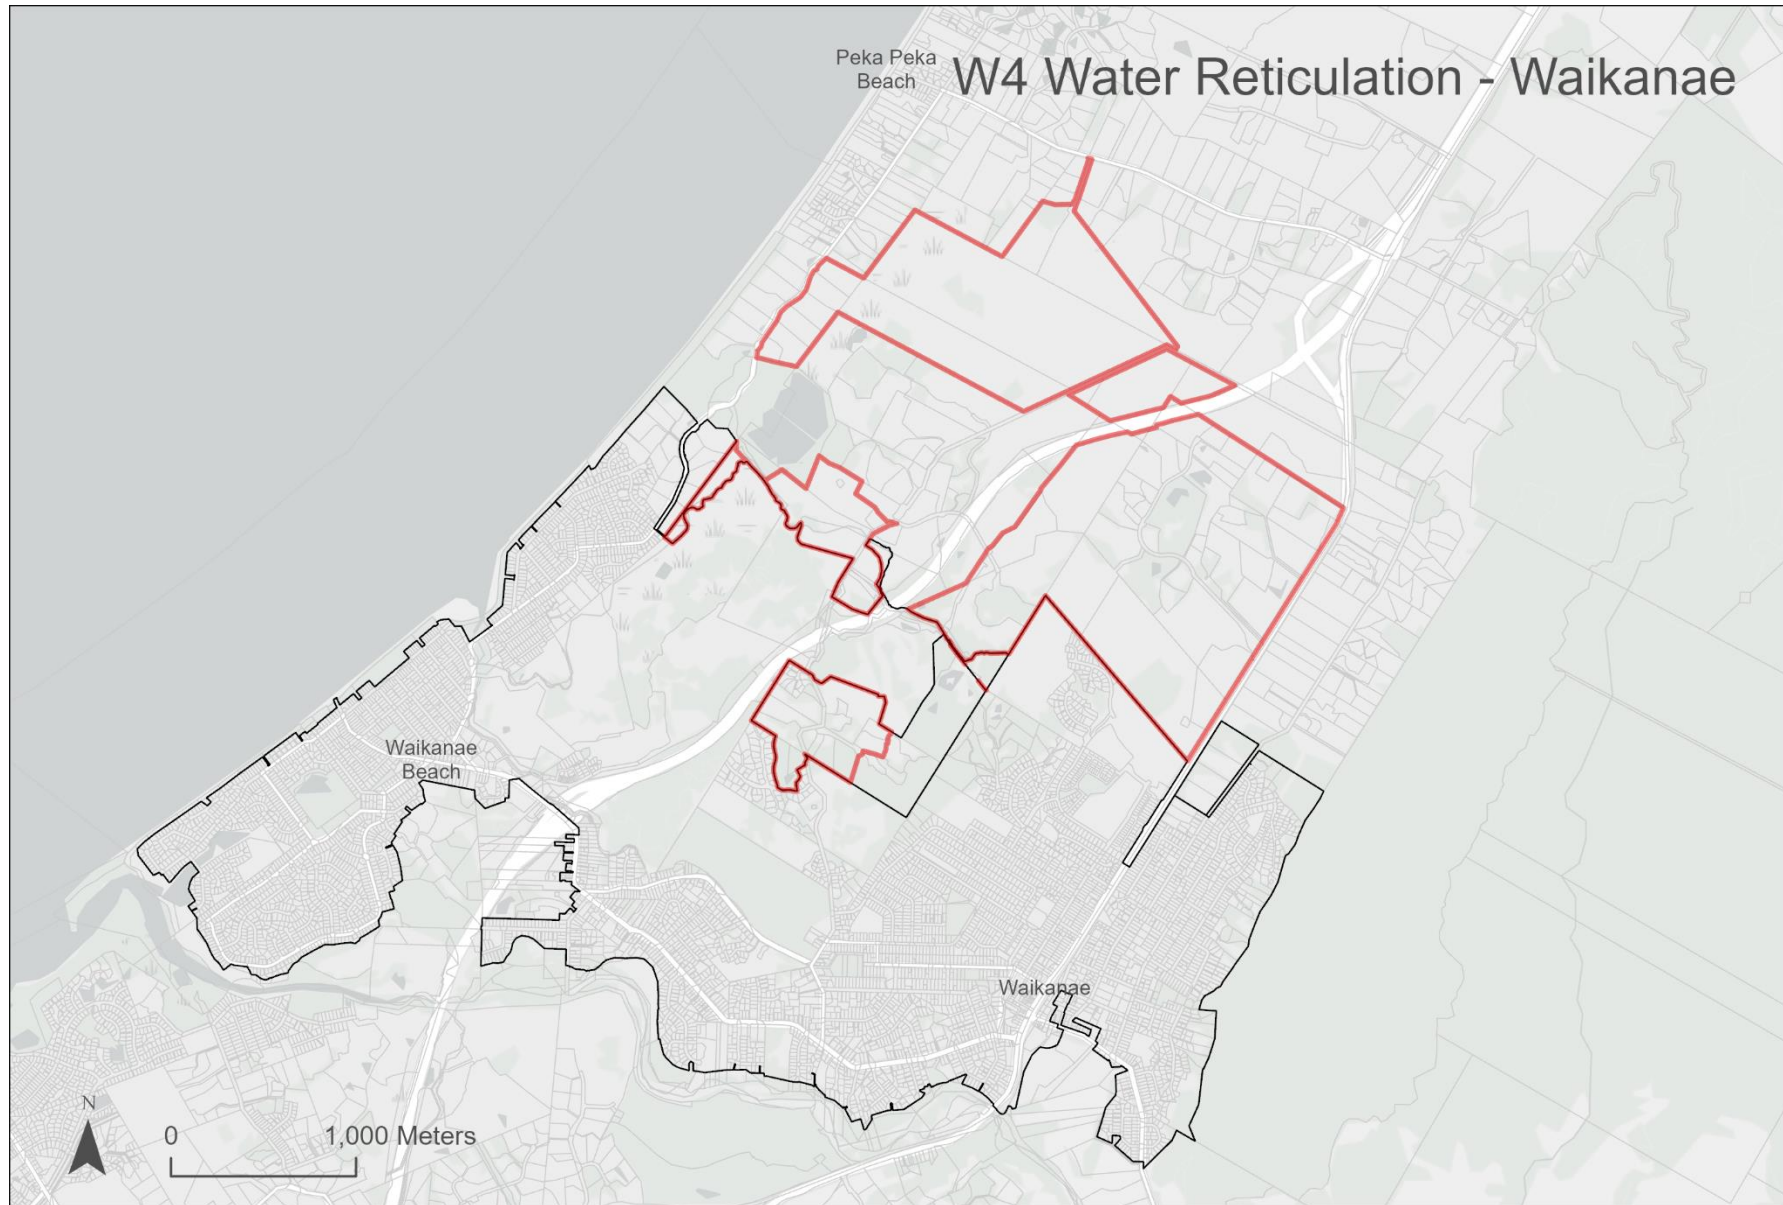 Peka Peka
Beach
W4 Water Reticulation - Waikanae
Waikanae
Beach
Waikanae
N
0 1,000 Meters